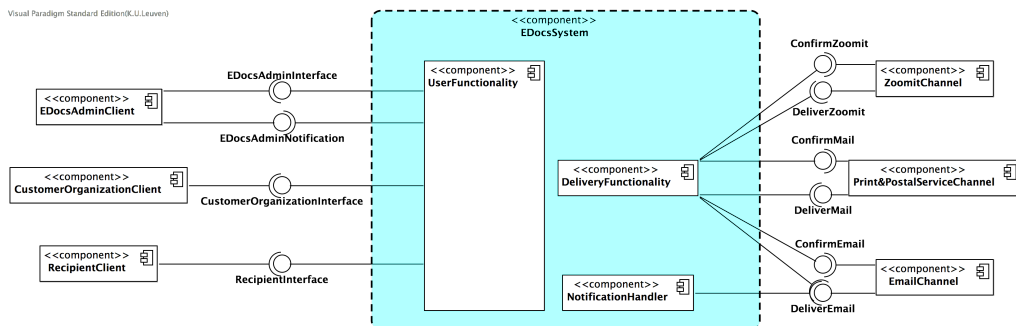 Visual Paradigm Standard Edition(K.U.Leuven)
<<component>>
EDocsSystem
EDocsAdminInterface
<<component>>
EDocsAdminClient
EDocsAdminNotification
<<component>>
CustomerOrganizationClient
CustomerOrganizationInterface
<<component>>
RecipientClient
RecipientInterface
<<component>>
UserFunctionality
<<component>>
DeliveryFunctionality
<<component>>
NotificationHandler
ConfirmZoomit
<<component>>
ZoomitChannel
DeliverZoomit
ConfirmMail
<<component>>
Print&PostalServiceChannel
DeliverMail
ConfirmEmail
<<component>>
EmailChannel
DeliverEmail